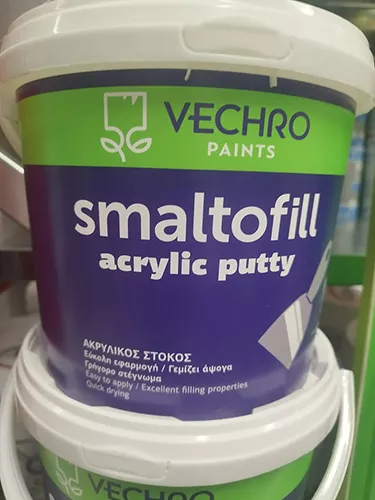 VECHRO
PAINTS
smaltofill
acrylic putty
ΑΚΡΥΛΙΚΟΣ ΣΤΟΚΟΣ
Εύκολη εφαρμογή / Γεμίζει άψογα
Γρήγορο στέγνωμα
Easy to apply / Excellent filling properties
Quick drying
VECHRO
PAINTS